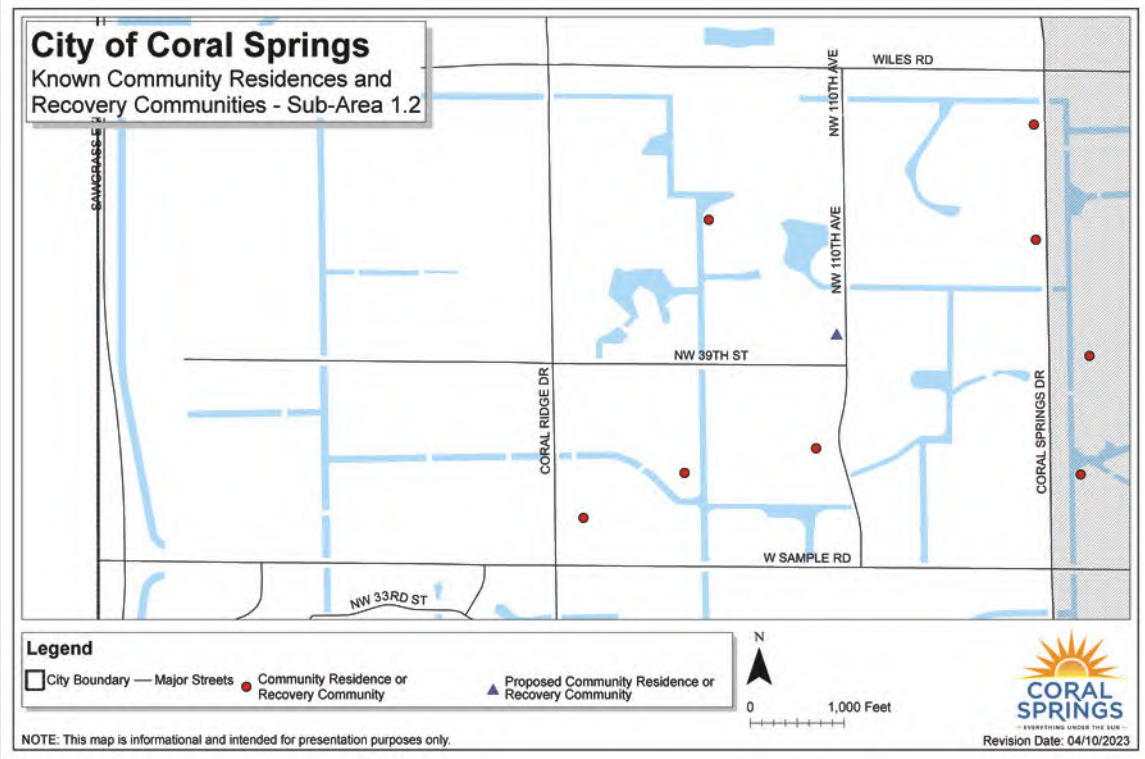 City of Coral Springs
Known Community Residences and
Recovery Communities - Sub-Area 1.2
WILES RD
NW 110TH AVE
SAWGRASS E
NW 110TH AVE
NW 39TH ST
CORAL RIDGE DR
CORAL SPRINGS DR
W SAMPLE RD
NW 33RD ST
Legend
City Boundary
Major Streets
Community Residence or
Recovery Community
Proposed Community Residence or
Recovery Community
N
0 1,000 Feet
CORAL
SPRINGS
EVERYTHING UNDER THE SUN
NOTE: This map is informational and intended for presentation purposes only.
Revision Date: 04/10/2023